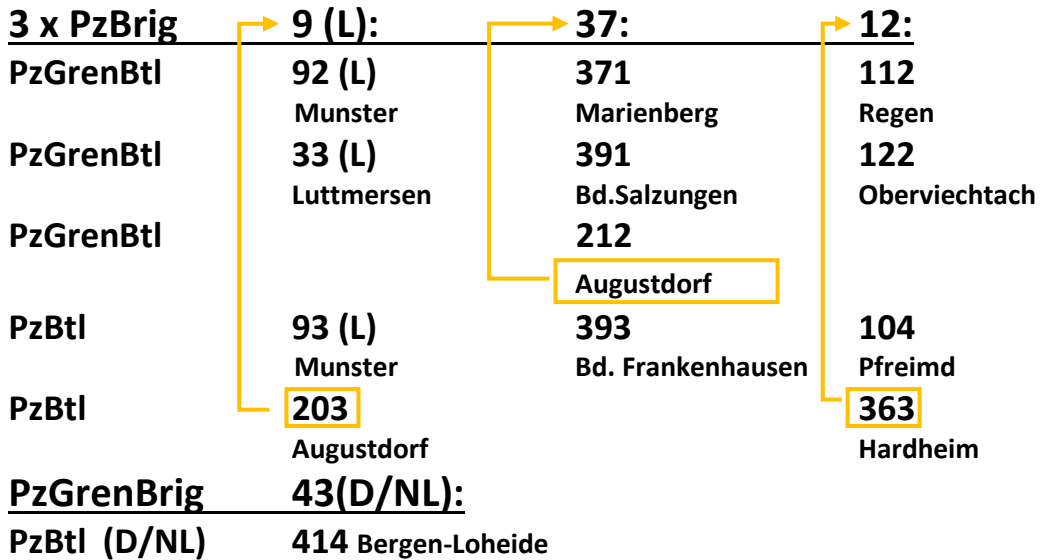 3 x PzBrig 9 (L): 37: 12:
PzGrenBtl 92 (L) 371 112
Munster Marienberg Regen
PzGrenBtl 33 (L) 391 122
Luttmersen Bd.Salzungen Oberviechtach
PzGrenBtl 212
Augustdorf
PzBtl 93 (L) 393 104
Munster Bd. Frankenhausen Pfreimd
PzBtl 203 363
Augustdorf Hardheim
PzGrenBrig 43(D/NL):
PzBtl (D/NL) 414 Bergen-Loheide